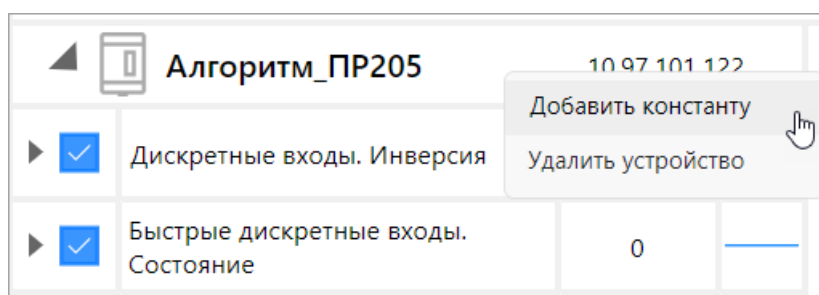 Алгоритм_ПР205
10.97.101.122
Добавить константу
Дискретные входы. Инверсия
Удалить устройство
Быстрые дискретные входы.
Состояние
0